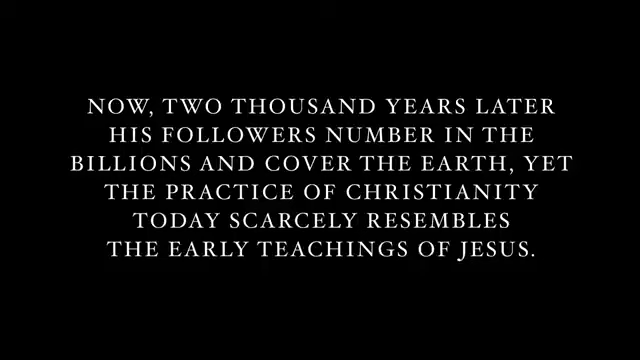 NOW, TWO THOUSAND YEARS LATER
HIS FOLLOWERS NUMBER IN THE
BILLIONS AND COVER THE EARTH, YET
THE PRACTICE OF CHRISTIANITY
TODAY SCARCELY RESEMBLES
THE EARLY TEACHINGS OF JESUS.